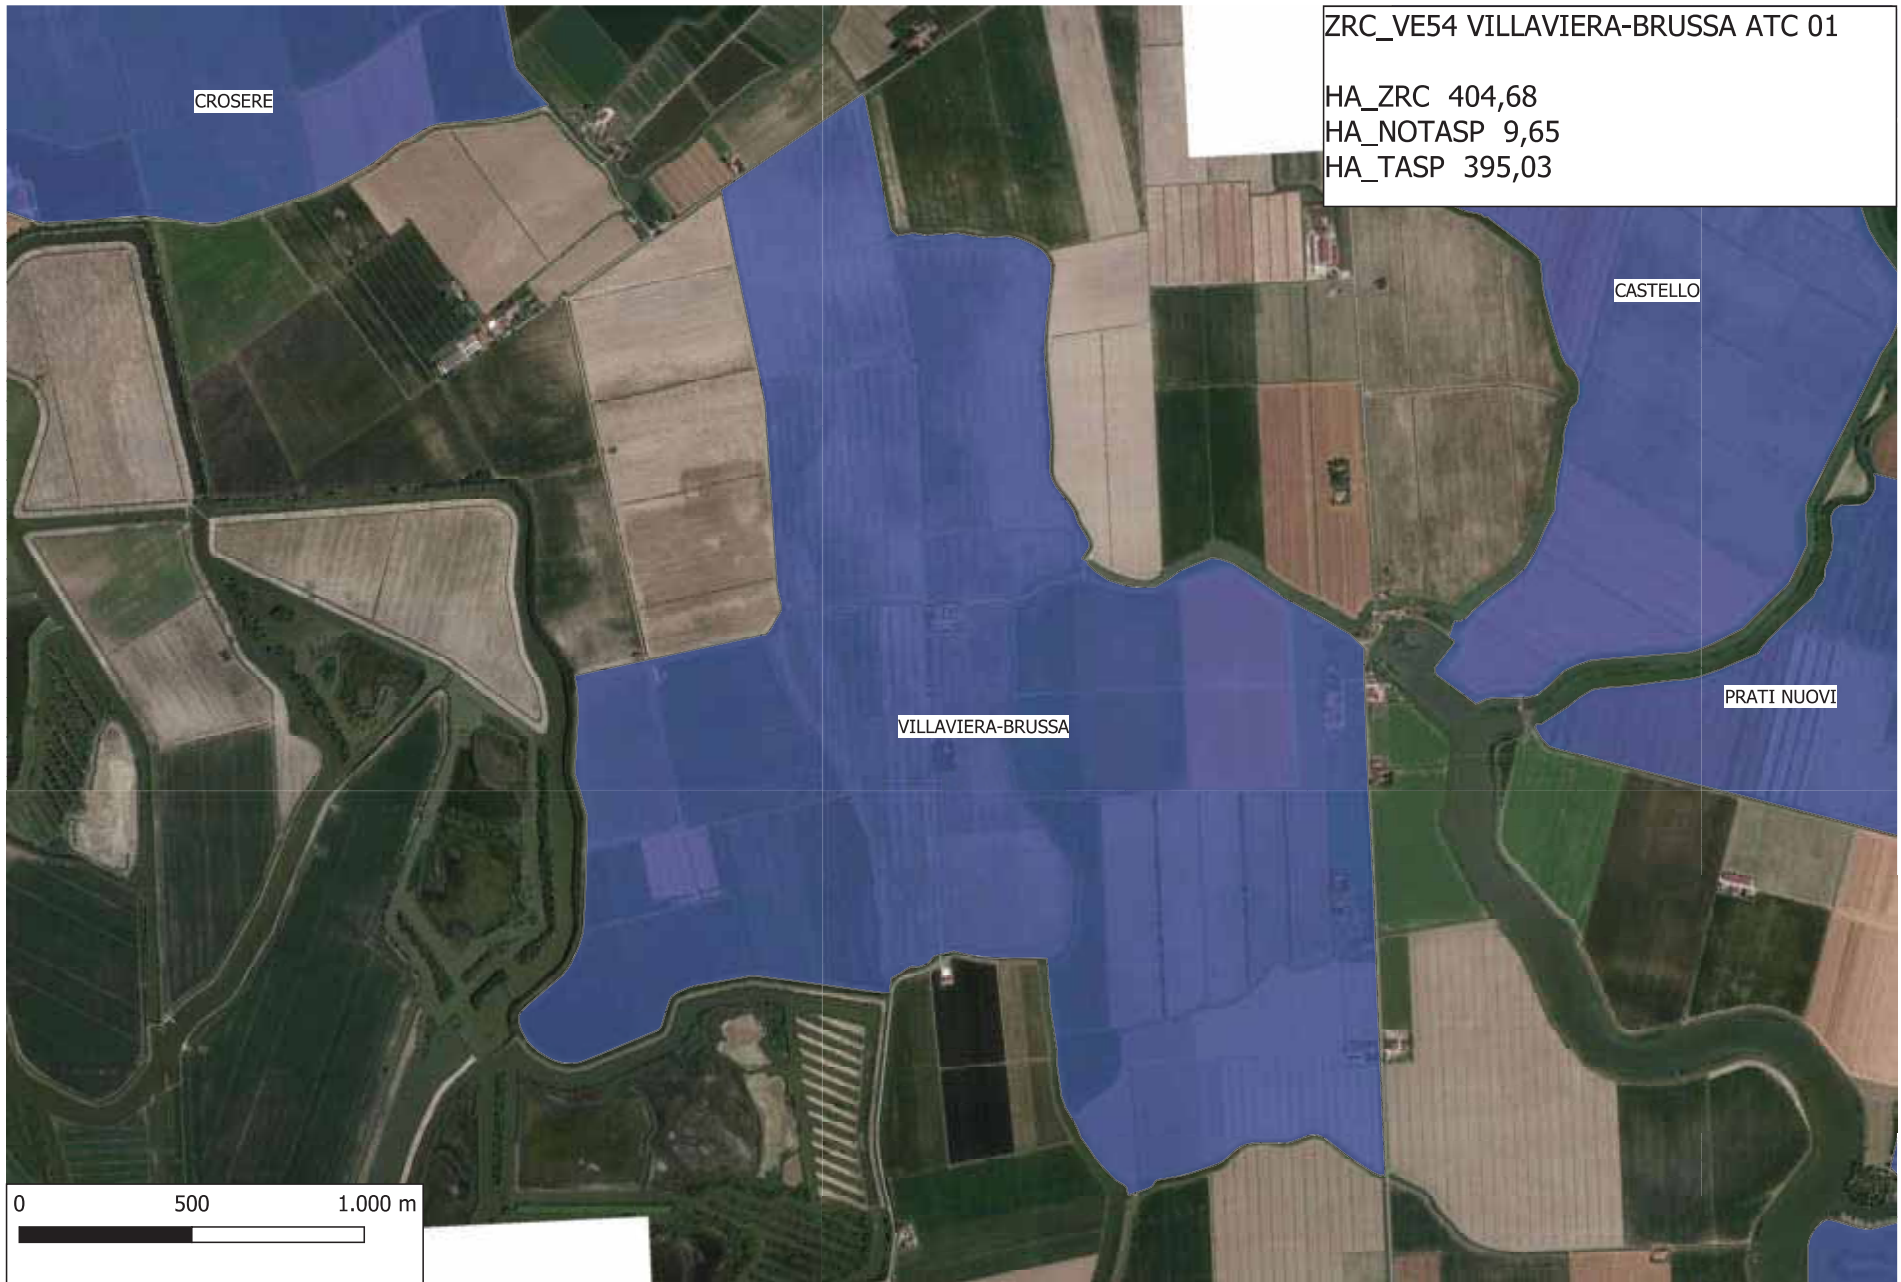 ZRC_VE54 VILLAVIERA-BRUSSA ATC 01
HA_ZRC 404,68
HA_NOTASP 9,65
HA_TASP 395,03
CROSERE
CASTELLO
PRATI NUOVI
VILLAVIERA-BRUSSA
0 500 1.000 m